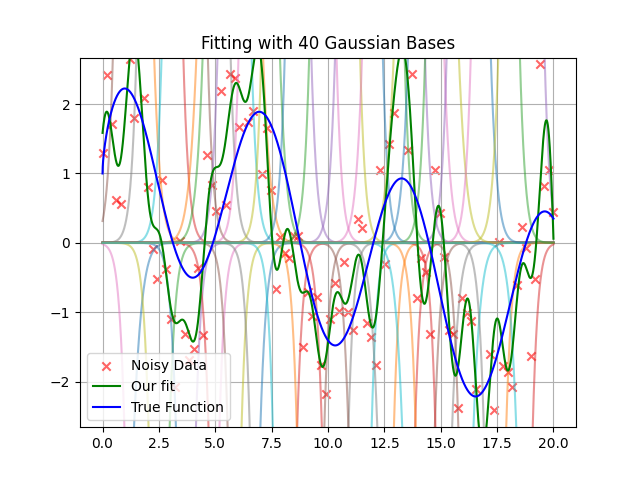 Fitting with 40 Gaussian Bases
2
1
0
−1
−2
Noisy Data
Our fit
True Function
0.0 2.5 5.0 7.5 10.0 12.5 15.0 17.5 20.0